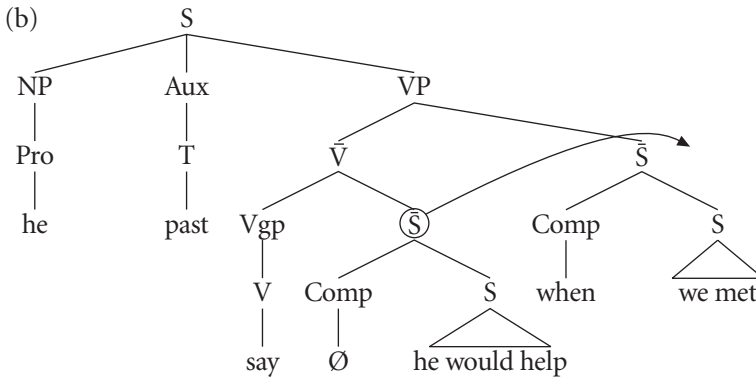 (b) S
NP Aux VP
Pro T V̄ S̄
he past Vgp S̄ Comp S
V Comp S when we met
say Ø he would help